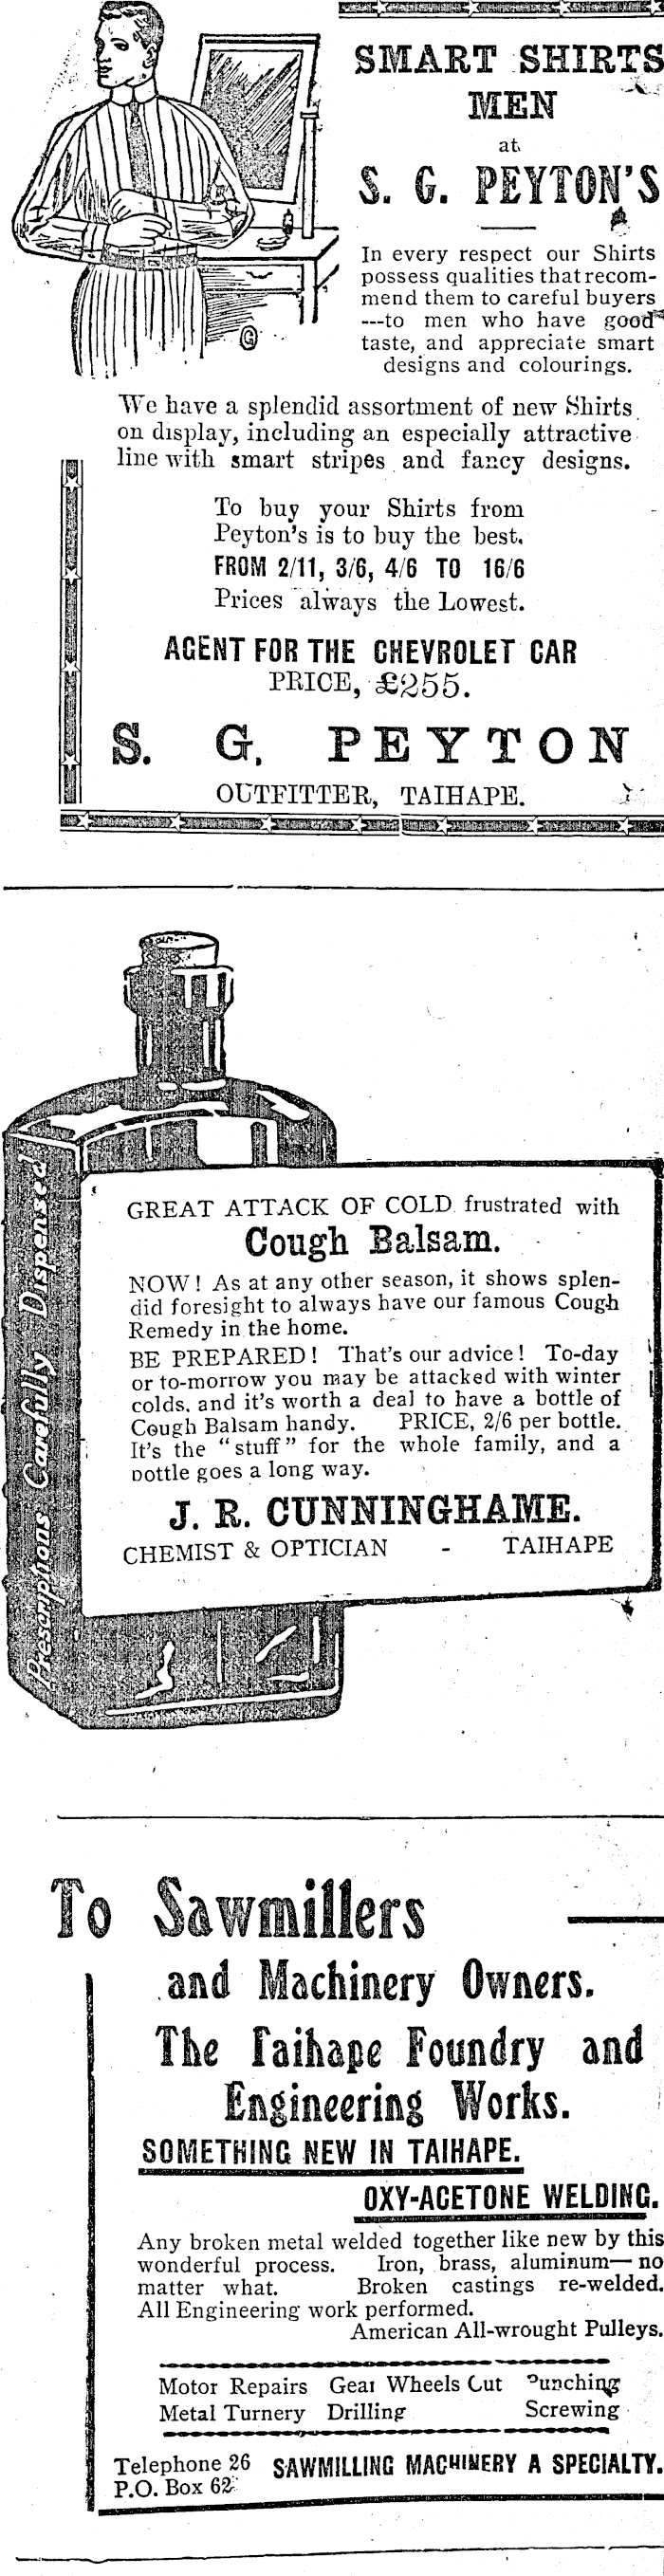 SMART SHIRTS
MEN
at
S. G. PEYTON'S
In every respect our Shirts
possess qualities that recom-
mend them to careful buyers
---to men who have good
taste, and appreciate smart
designs and colourings.
G
We have a splendid assortment of new Shirts
on display, including an especially attractive
line with smart stripes and fancy designs.
To buy your Shirts from
Peyton's is to buy the best.
FROM 2/11, 3/6, 4/6 TO 16/6
Prices always the Lowest.
AGENT FOR THE CHEVROLET CAR
PRICE, £255.
S. G. PEYTON
OUTFITTER, TAIHAPE.
Prescriptions Carefully Dispensed
GREAT ATTACK OF COLD frustrated with
Cough Balsam.
NOW! As at any other season, it shows splen-
did foresight to always have our famous Cough
Remedy in the home.
BE PREPARED! That's our advice! To-day
or to-morrow you may be attacked with winter
colds, and it's worth a deal to have a bottle of
Cough Balsam handy. PRICE, 2/6 per bottle.
It's the "stuff" for the whole family, and a
bottle goes a long way.
J. R. CUNNINGHAME.
CHEMIST & OPTICIAN - TAIHAPE
To Sawmillers
and Machinery Owners.
The Taihape Foundry and
Engineering Works.
SOMETHING NEW IN TAIHAPE.
OXY-ACETONE WELDING.
Any broken metal welded together like new by this
wonderful process. Iron, brass, aluminum—no
matter what. Broken castings re-welded.
All Engineering work performed.
American All-wrought Pulleys.
Motor Repairs Gear Wheels Cut Punching
Metal Turnery Drilling Screwing
Telephone 26 SAWMILLING MACHINERY A SPECIALTY.
P.O. Box 62